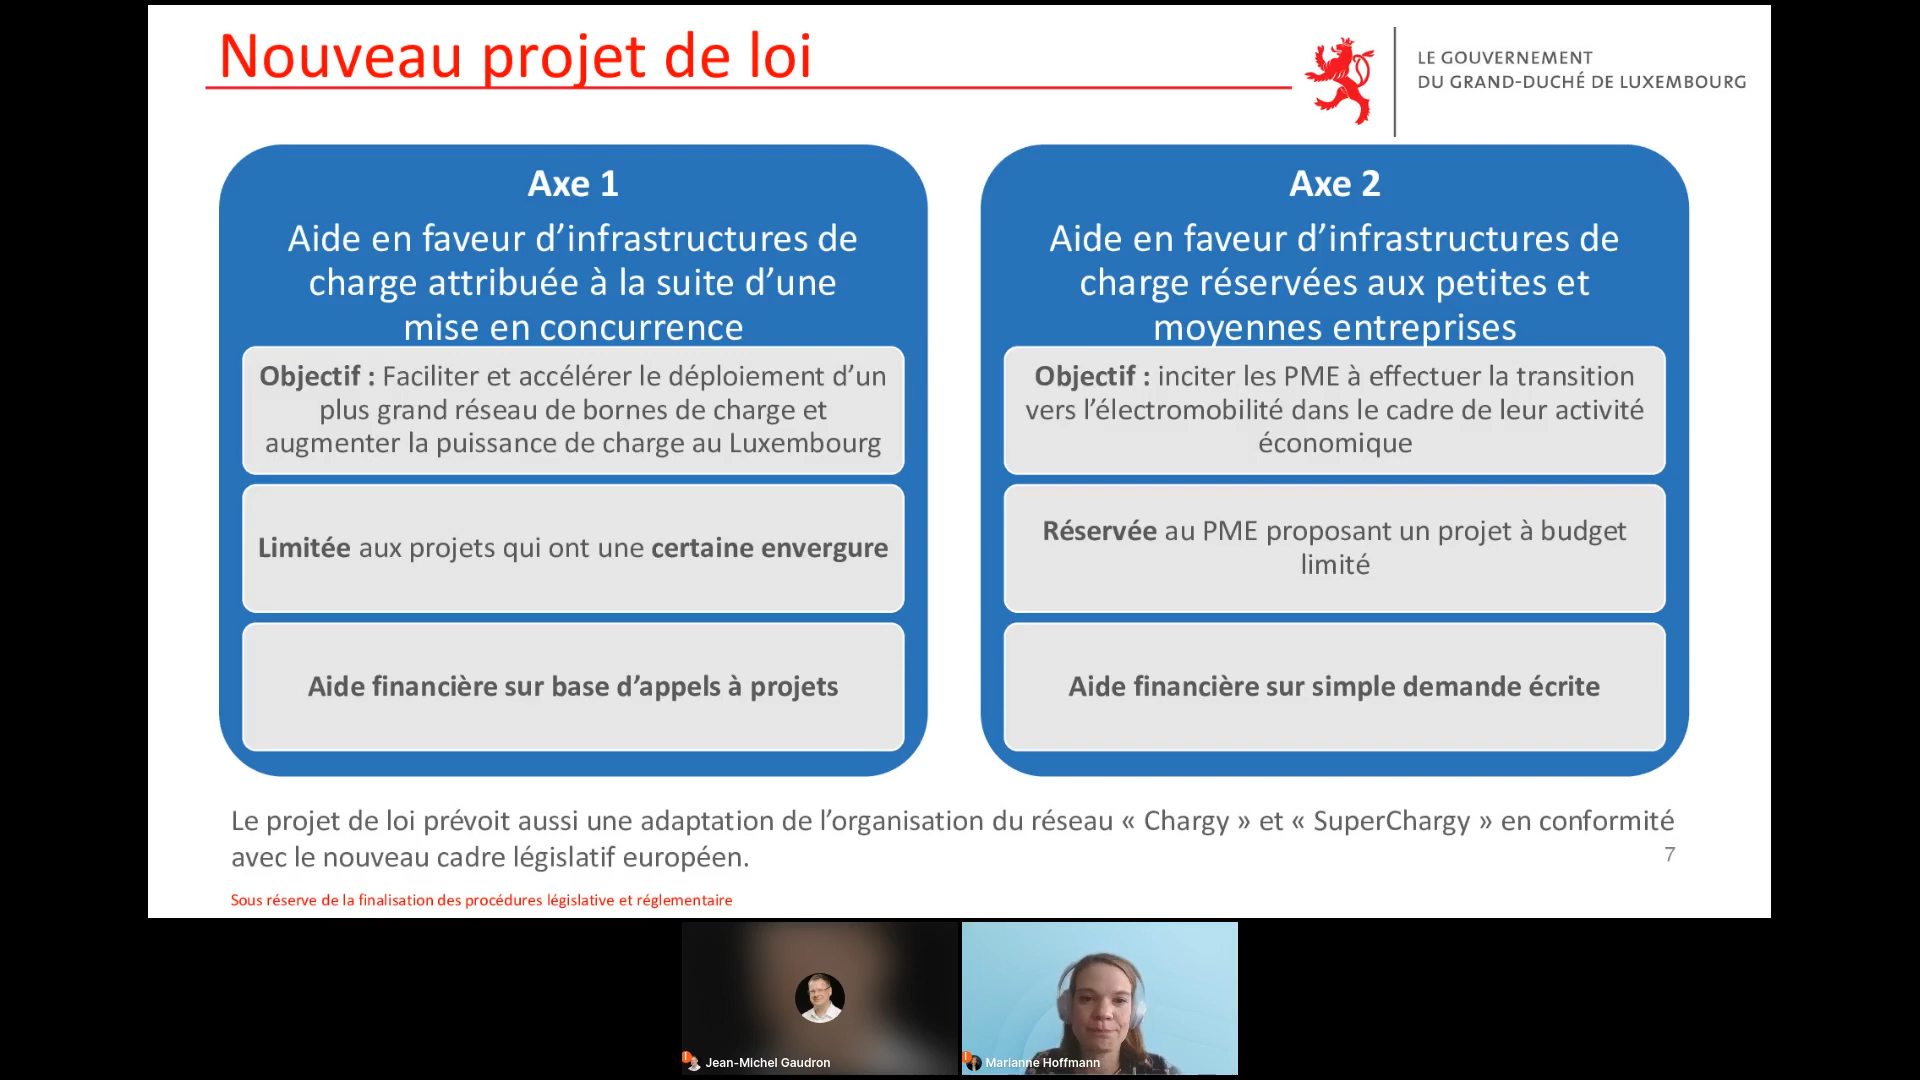 Nouveau projet de loi
LE GOUVERNEMENT
DU GRAND-DUCHÉ DE LUXEMBOURG
Axe 1
Aide en faveur d’infrastructures de
charge attribuée à la suite d’une
mise en concurrence
Objectif : Faciliter et accélérer le déploiement d’un
plus grand réseau de bornes de charge et
augmenter la puissance de charge au Luxembourg
Limitée aux projets qui ont une certaine envergure
Aide financière sur base d’appels à projets
Axe 2
Aide en faveur d’infrastructures de
charge réservées aux petites et
moyennes entreprises
Objectif : inciter les PME à effectuer la transition
vers l’électromobilité dans le cadre de leur activité
économique
Réservée au PME proposant un projet à budget
limité
Aide financière sur simple demande écrite
Le projet de loi prévoit aussi une adaptation de l’organisation du réseau « Chargy » et « SuperChargy » en conformité
avec le nouveau cadre législatif européen.
7
Sous réserve de la finalisation des procédures législative et réglementaire
Jean-Michel Gaudron
Marianne Hoffmann